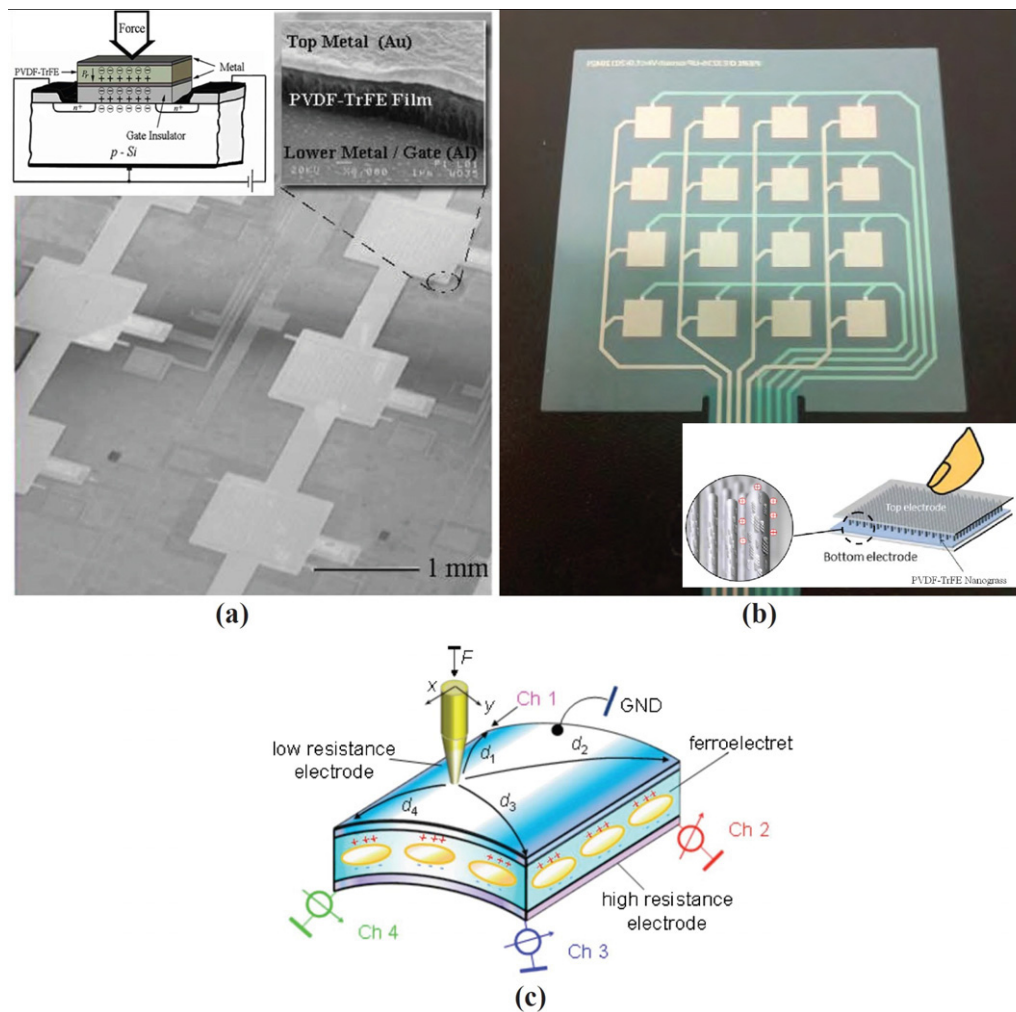 Force
PVDF-TrFE
Metal
n+
n+
Gate Insulator
p - Si
Top Metal (Au)
PVDF-TrFE Film
Lower Metal / Gate (Al)
20KU
1 mm
(a)
Top electrode
Bottom electrode
PVDF-TrFE Nanograss
(b)
F
x
y
Ch 1
GND
low resistance
electrode
d1
d2
ferroelectret
d4
d3
Ch 2
high resistance
electrode
Ch 4
Ch 3
(c)